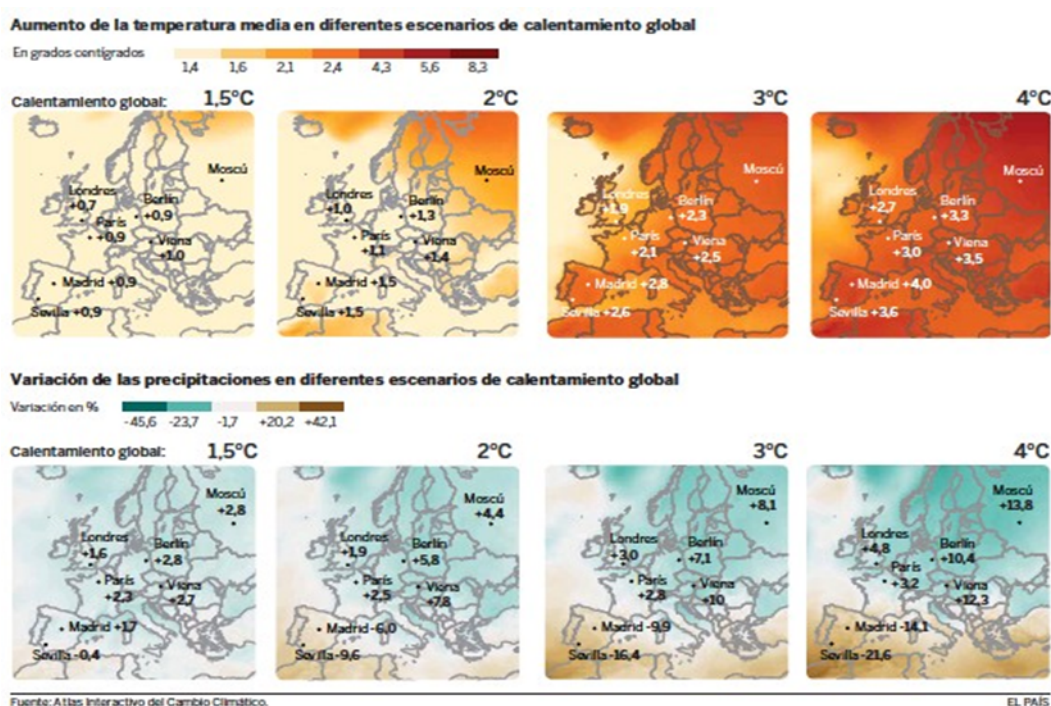 Aumento de la temperatura media en diferentes escenarios de calentamiento global
En grados centígrados
1,4 1,6 2,1 2,4 4,3 5,6 8,3
Calentamiento global: 1,5°C 2°C 3°C 4°C
Moscú
Londres +0,7
Berlín +0,9
París +0,9
Viena +1,0
Madrid +0,9
Sevilla +0,9
Moscú
Londres +1,0
Berlín +1,3
París +1,1
Viena +1,4
Madrid +1,5
Sevilla +1,5
Moscú
Londres +1,9
Berlín +2,3
París +2,1
Viena +2,5
Madrid +2,8
Sevilla +2,6
Moscú
Londres +2,7
Berlín +3,3
París +3,0
Viena +3,5
Madrid +4,0
Sevilla +3,6
Variación de las precipitaciones en diferentes escenarios de calentamiento global
Variación en %
-45,6 -23,7 -1,7 +20,2 +42,1
Calentamiento global: 1,5°C 2°C 3°C 4°C
Moscú +2,8
Londres +1,6
Berlín +2,8
París +2,3
Viena +2,7
Madrid +1,7
Sevilla -0,4
Moscú +4,4
Londres +1,9
Berlín +5,8
París +2,5
Viena +7,8
Madrid -6,0
Sevilla -9,6
Moscú +8,1
Londres +3,0
Berlín +7,1
París +2,8
Viena +10
Madrid -9,9
Sevilla -16,4
Moscú +13,8
Londres +4,8
Berlín +10,4
París +3,2
Viena +12,3
Madrid -14,1
Sevilla -21,6
Fuente: Atlas Interactivo del Cambio Climático.
EL PAÍS